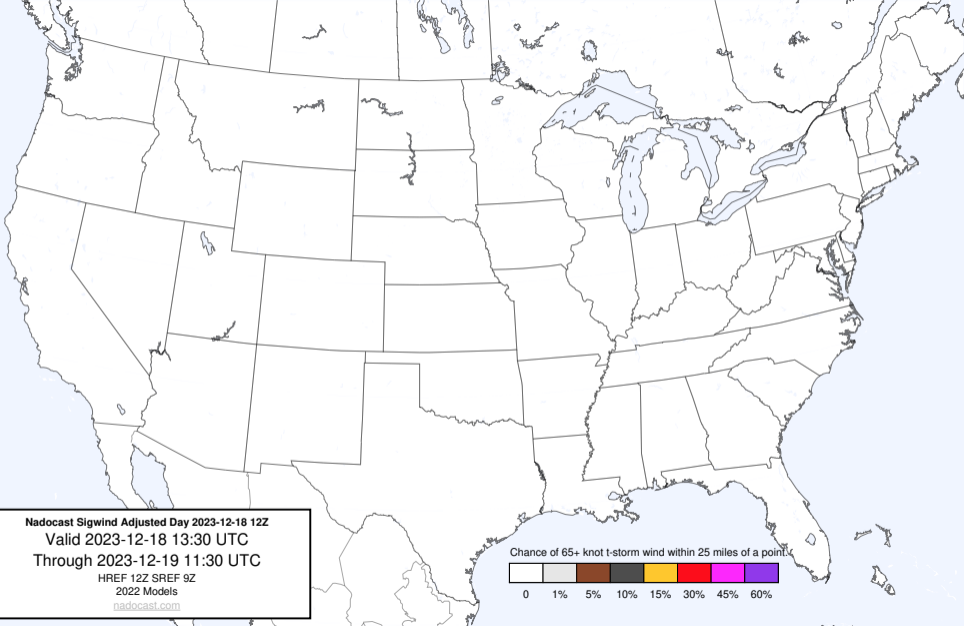 Nadocast Sigwind Adjusted Day 2023-12-18 12Z
Valid 2023-12-18 13:30 UTC
Through 2023-12-19 11:30 UTC
HREF 12Z SREF 9Z
2022 Models
nadocast.com
Chance of 65+ knot t-storm wind within 25 miles of a point.
0 1% 5% 10% 15% 30% 45% 60%